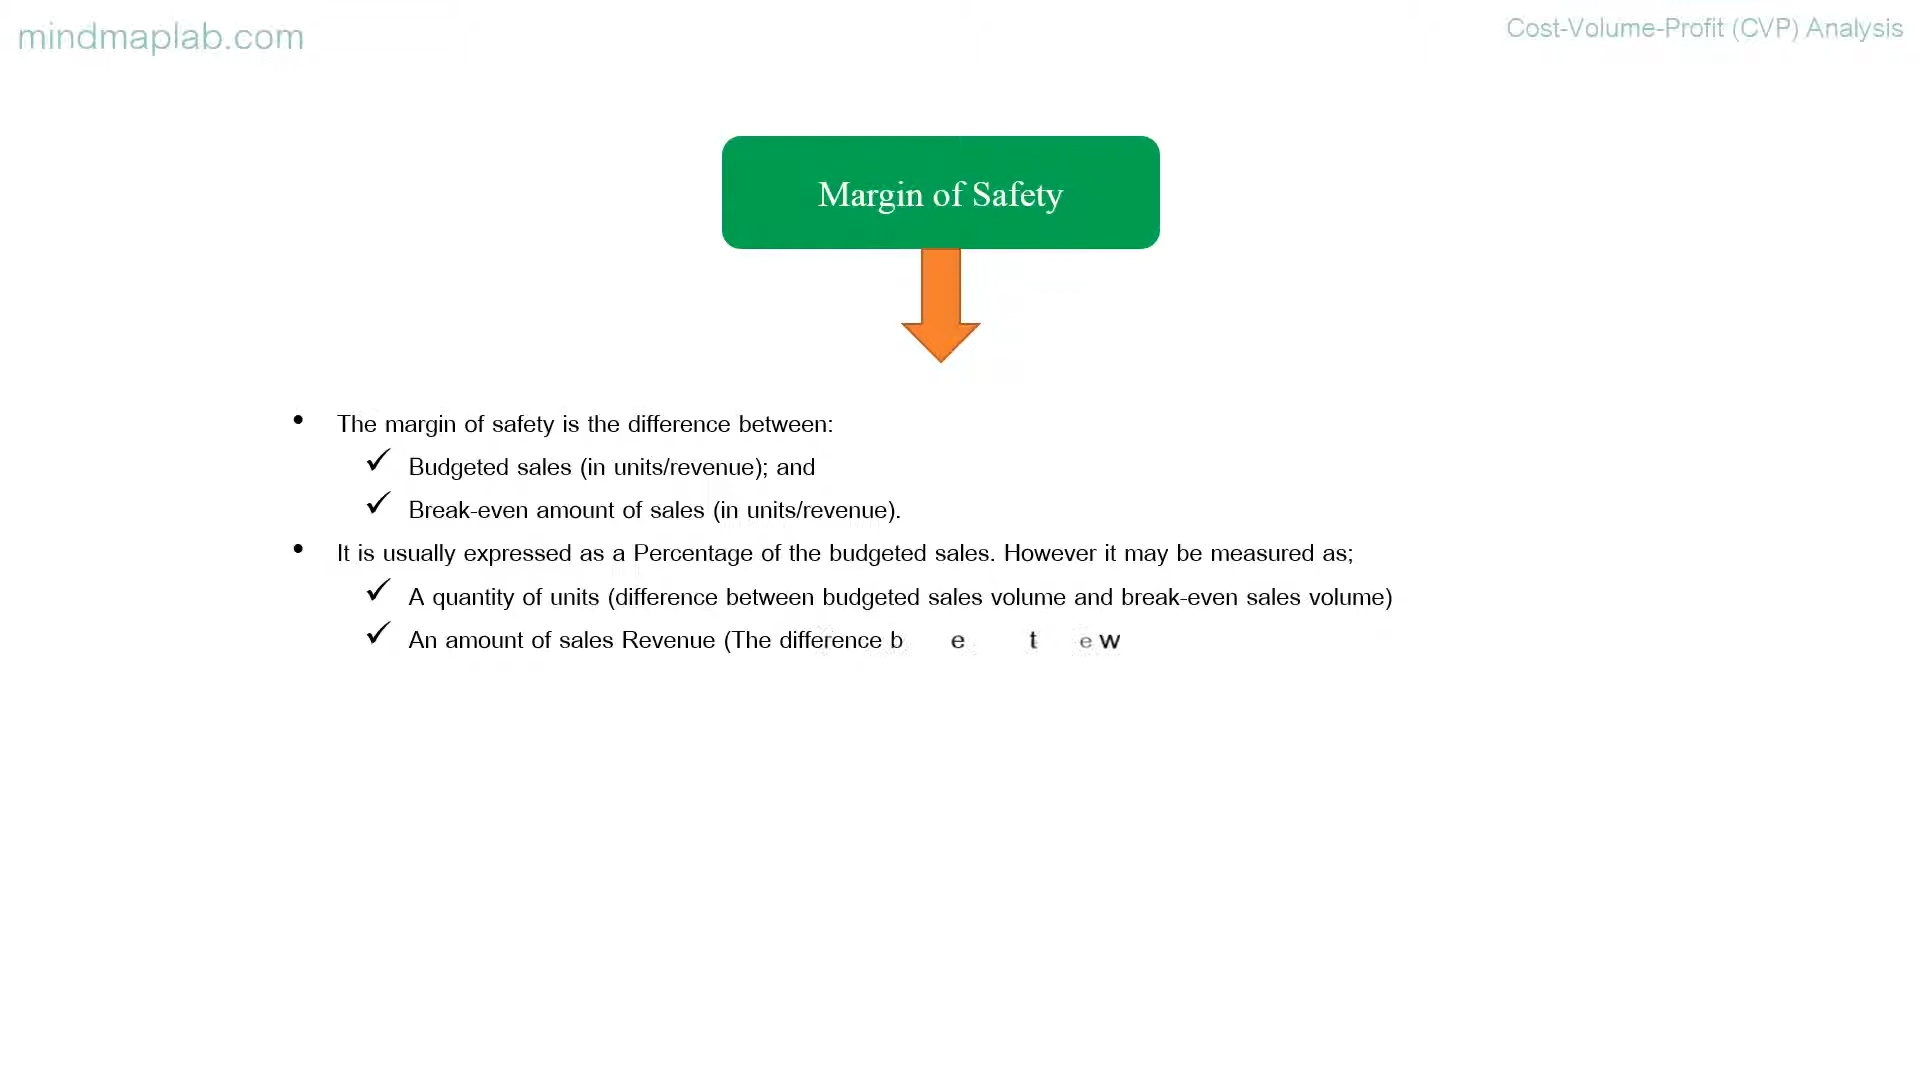 mindmaplab.com
Cost-Volume-Profit (CVP) Analysis
Margin of Safety
• The margin of safety is the difference between:
✓ Budgeted sales (in units/revenue); and
✓ Break-even amount of sales (in units/revenue).
• It is usually expressed as a Percentage of the budgeted sales. However it may be measured as;
✓ A quantity of units (difference between budgeted sales volume and break-even sales volume)
✓ An amount of sales Revenue (The difference b e t e w